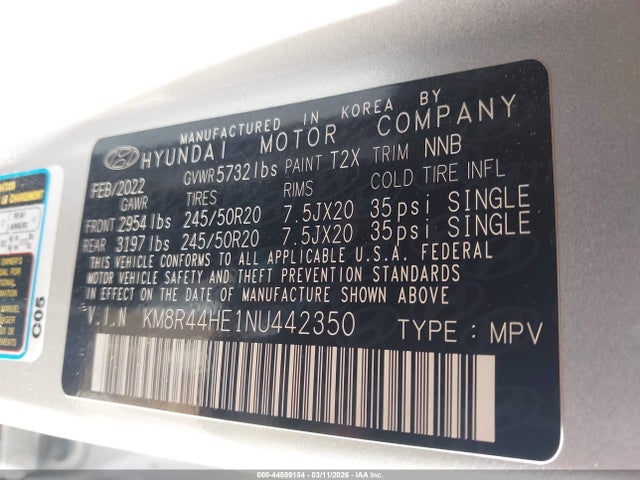 MANUFACTURED IN KOREA BY
HYUNDAI MOTOR COMPANY
FEB/2022 GVWR 5732 lbs PAINT T2X TRIM NNB
GAWR TIRES RIMS COLD TIRE INFL
FRONT 2954 lbs 245/50R20 7.5JX20 35psi SINGLE
REAR 3197 lbs 245/50R20 7.5JX20 35psi SINGLE
THIS VEHICLE CONFORMS TO ALL APPLICABLE U.S.A. FEDERAL
MOTOR VEHICLE SAFETY AND THEFT PREVENTION STANDARDS
IN EFFECT ON THE DATE OF MANUFACTURE SHOWN ABOVE
V.I.N KM8R44HE1NU442350 TYPE : MPV
REAR
OWNER'S
C05
000-44589154 - 03/11/2026 - IAA Inc.